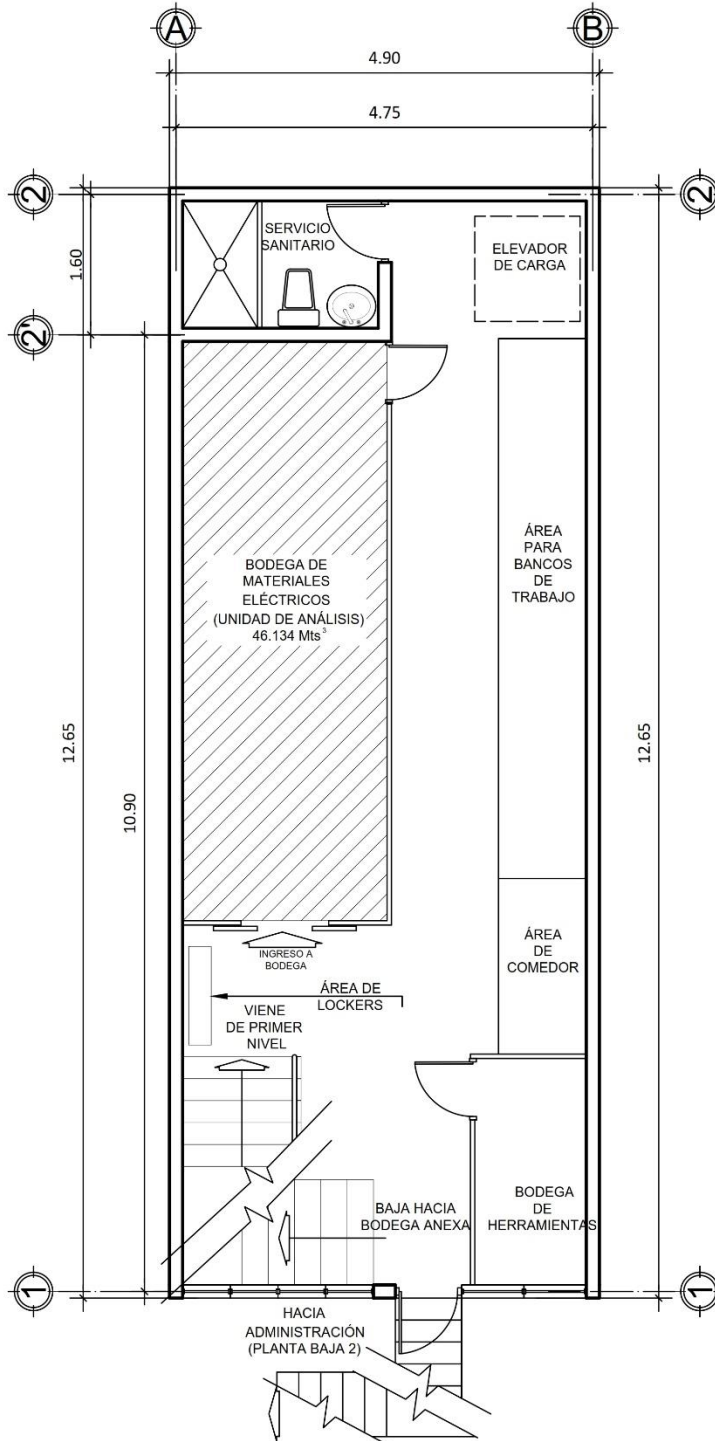 A
B
4.90
4.75
2
2
SERVICIO
SANITARIO
ELEVADOR
DE CARGA
1.60
2'
ÁREA
PARA
BANCOS
DE
TRABAJO
BODEGA DE
MATERIALES
ELÉCTRICOS
(UNIDAD DE ANÁLISIS)
46.134 Mts³
12.65
10.90
12.65
INGRESO A
BODEGA
ÁREA
DE
COMEDOR
ÁREA DE
LOCKERS
VIENE
DE PRIMER
NIVEL
BAJA HACIA
BODEGA ANEXA
BODEGA
DE
HERRAMIENTAS
1
1
HACIA
ADMINISTRACIÓN
(PLANTA BAJA 2)